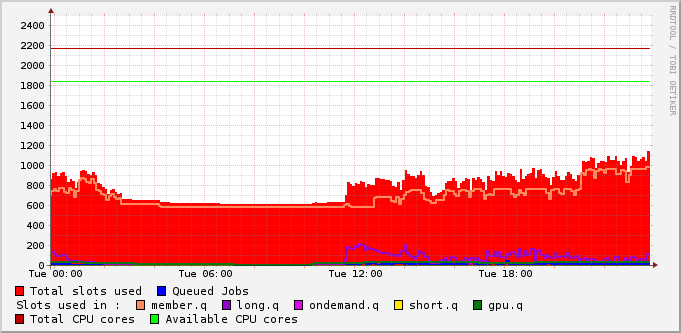 RRDTOOL / TOBI OETIKER
2400
2200
2000
1800
1600
1400
1200
1000
800
600
400
200
0
Tue 00:00 Tue 06:00 Tue 12:00 Tue 18:00
Total slots used Queued Jobs
Slots used in : member.q long.q ondemand.q short.q gpu.q
Total CPU cores Available CPU cores